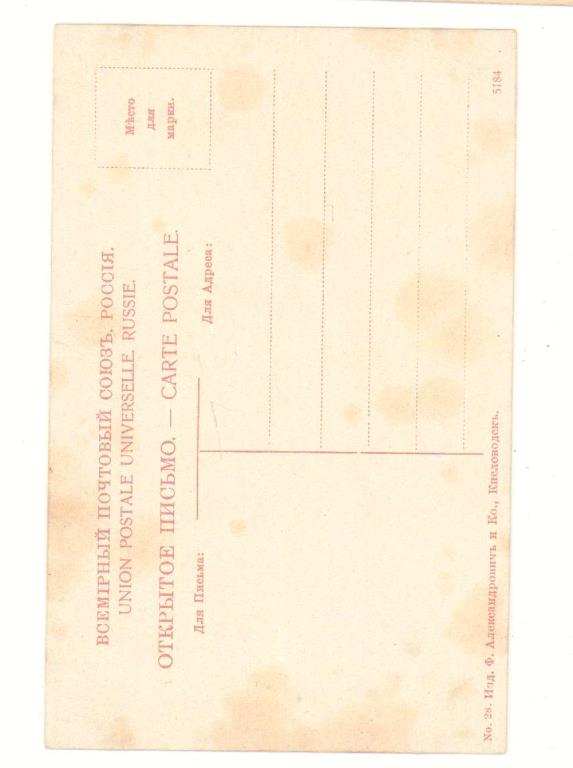 ВСЕМІРНЫЙ ПОЧТОВЫЙ СОЮЗЪ. РОССІЯ.
UNION POSTALE UNIVERSELLE. RUSSIE.
ОТКРЫТОЕ ПИСЬМО. — CARTE POSTALE.
Мѣсто
для
марки.
Для Письма:
Для Адреса:
No. 28. Изд. Ф. Александровичъ и Ко., Кисловодскъ.
5184